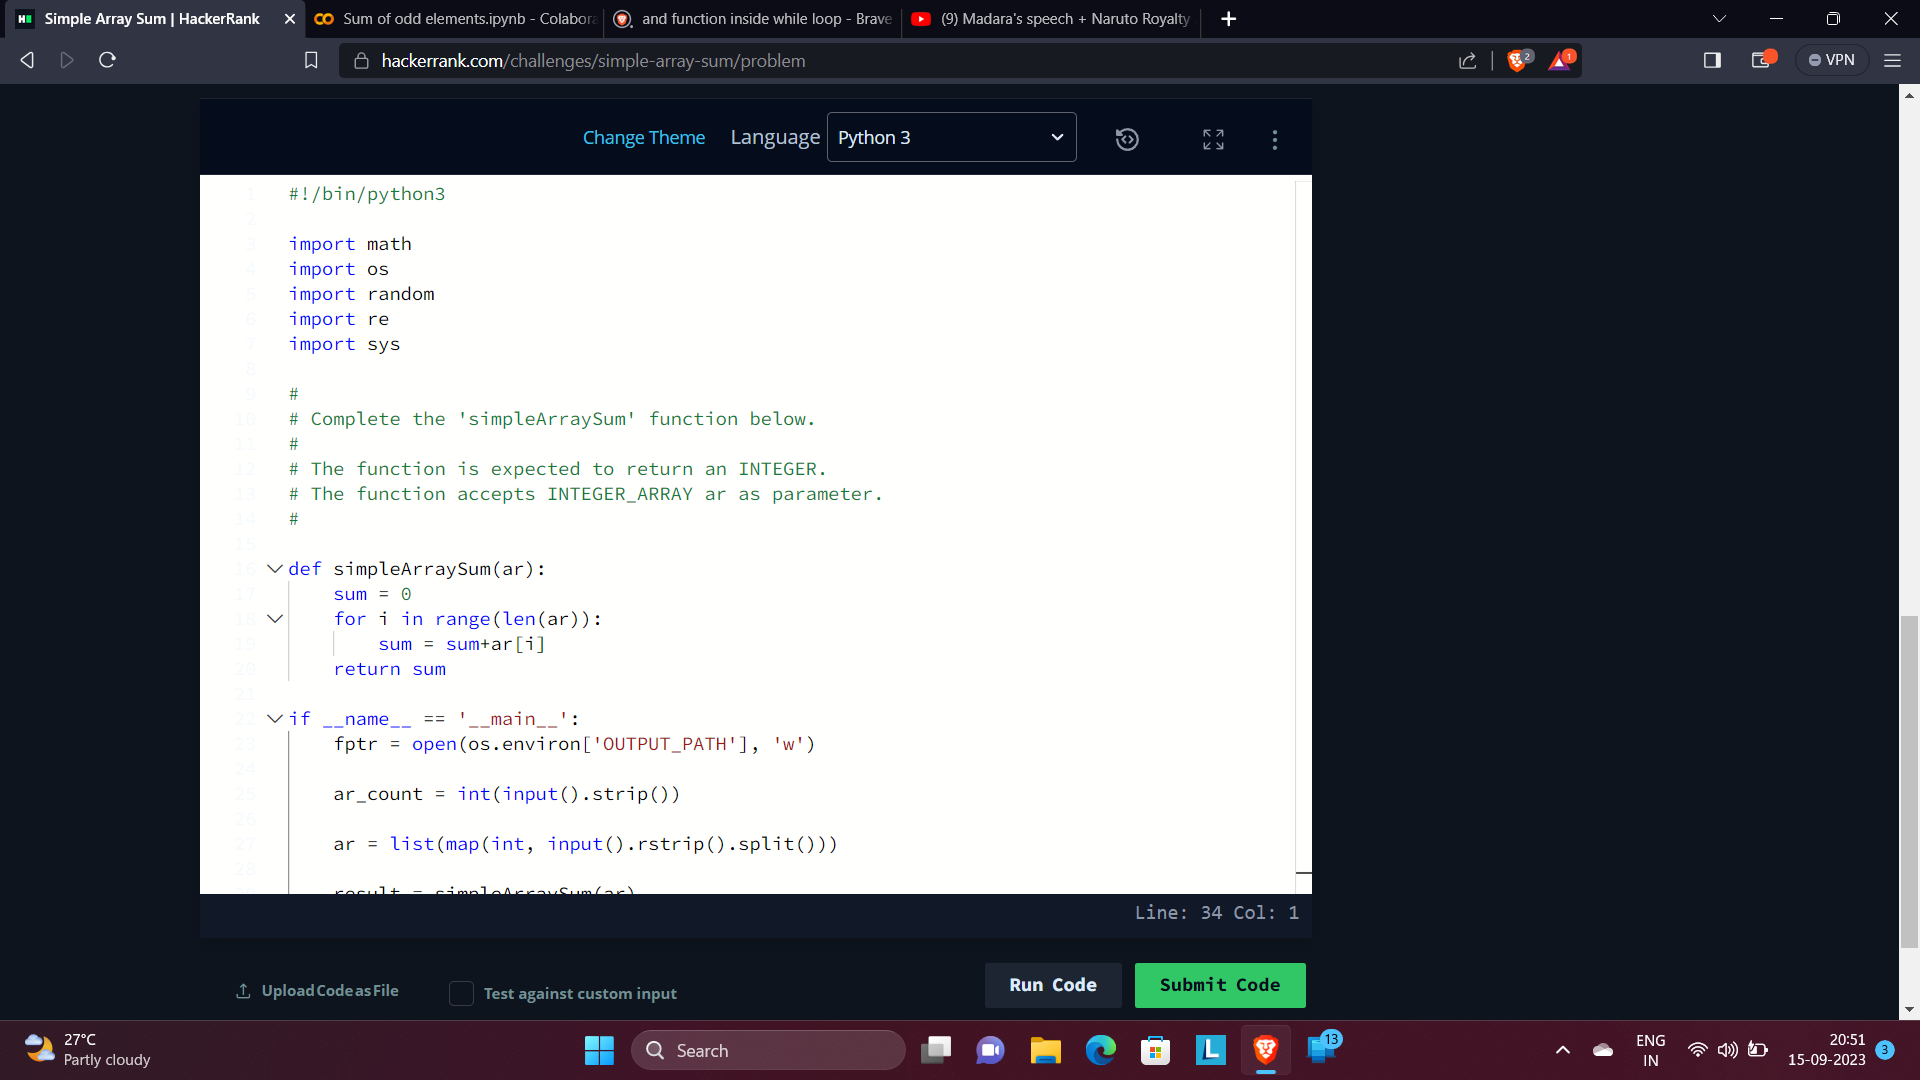 Simple Array Sum | HackerRank
Sum of odd elements.ipynb - Colabora
and function inside while loop - Brave
(9) Madara's speech + Naruto Royalty
hackerrank.com/challenges/simple-array-sum/problem
2
1
VPN
Change Theme Language Python 3
1 #!/bin/python3
2
3 import math
4 import os
5 import random
6 import re
7 import sys
8
9 #
10 # Complete the 'simpleArraySum' function below.
11 #
12 # The function is expected to return an INTEGER.
13 # The function accepts INTEGER_ARRAY ar as parameter.
14 #
15
16 def simpleArraySum(ar):
17 sum = 0
18 for i in range(len(ar)):
19 sum = sum+ar[i]
20 return sum
21
22 if __name__ == '__main__':
23 fptr = open(os.environ['OUTPUT_PATH'], 'w')
24
25 ar_count = int(input().strip())
26
27 ar = list(map(int, input().rstrip().split()))
28
29 result = simpleArraySum(ar)
Line: 34 Col: 1
Upload Code as File
Test against custom input
Run Code
Submit Code
27°C
Partly cloudy
Search
13
ENG
IN
20:51
15-09-2023
3